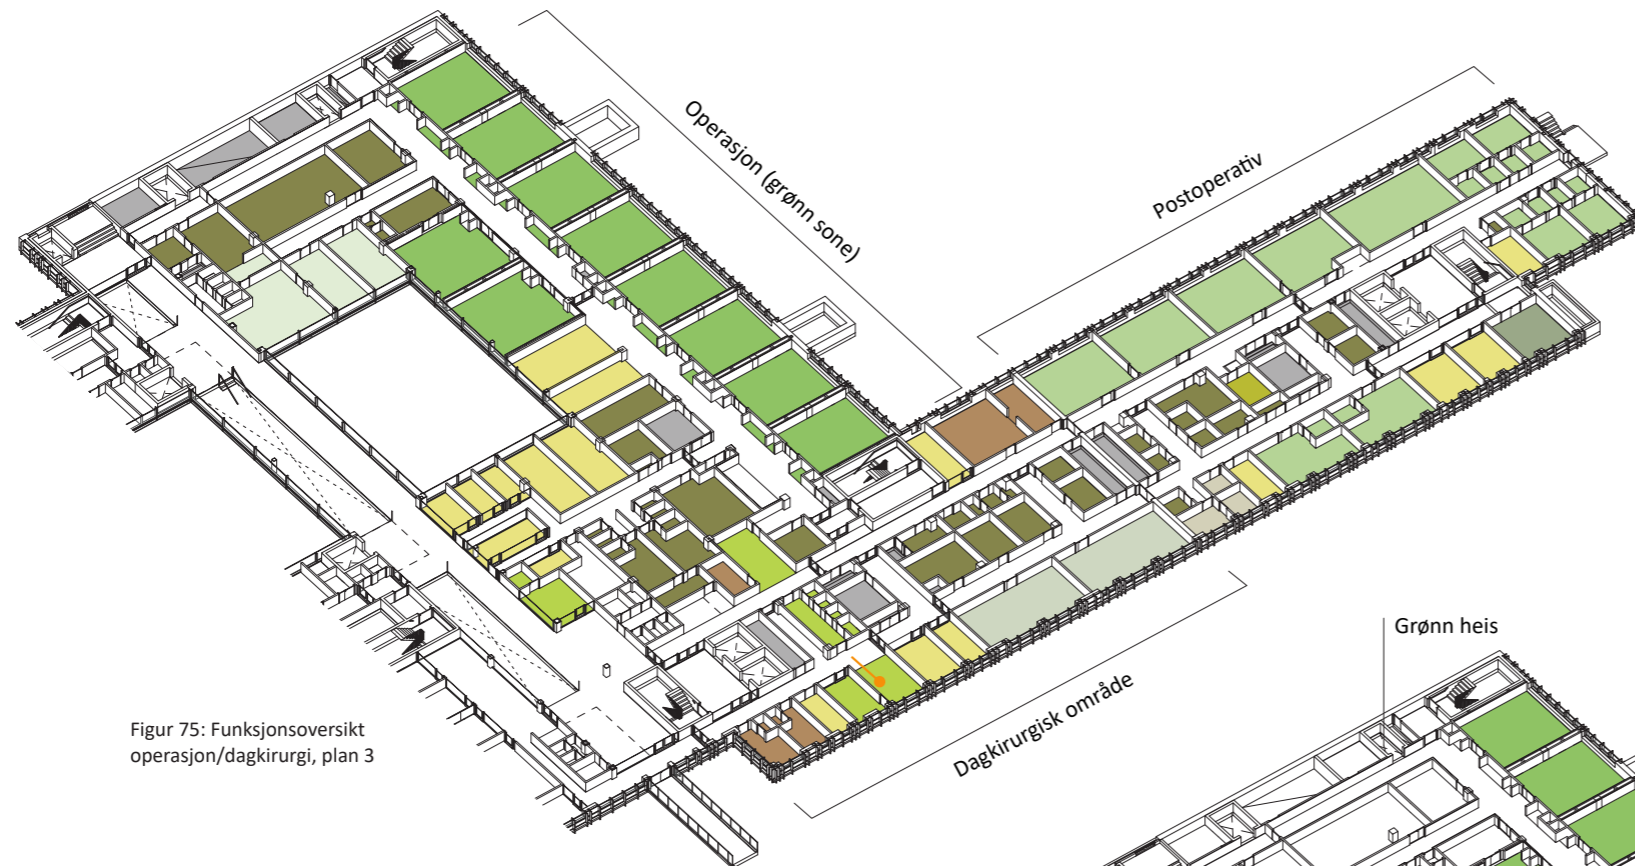 Operasjon (grønn sone)
Postoperativ
Grønn heis
Dagkirurgisk område
Figur 75: Funksjonsoversikt
operasjon/dagkirurgi, plan 3